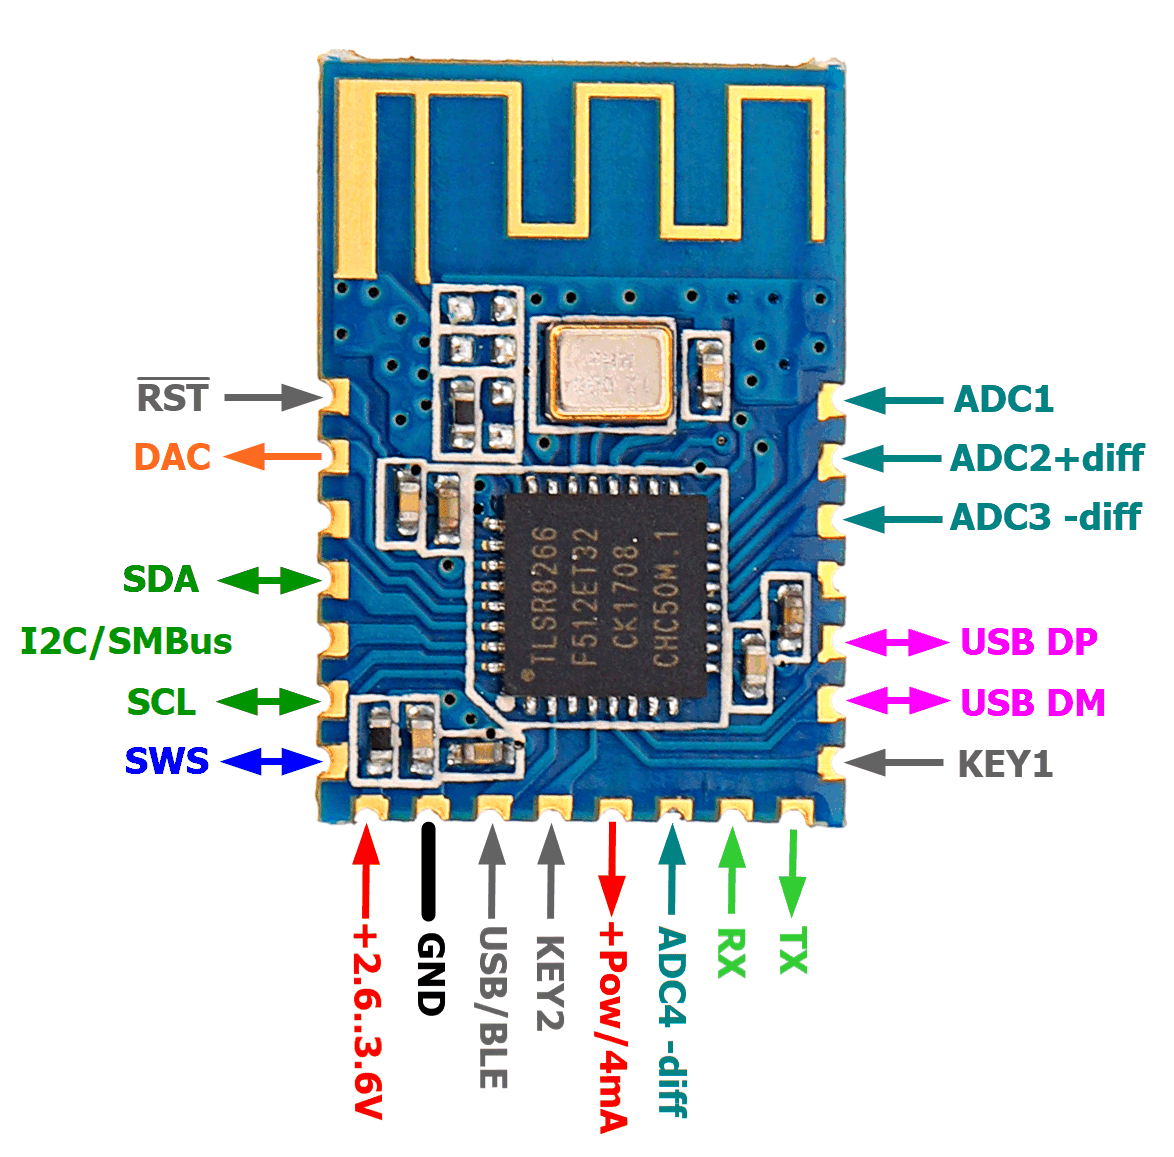 RST
DAC
SDA
I2C/SMBus
SCL
SWS
ADC1
ADC2+diff
ADC3 -diff
USB DP
USB DM
KEY1
TLSR8266
F512ET32
CK1708.
CHC50M.1
+2.6..3.6V
GND
USB/BLE
KEY2
+Pow/4mA
ADC4 -diff
RX
TX